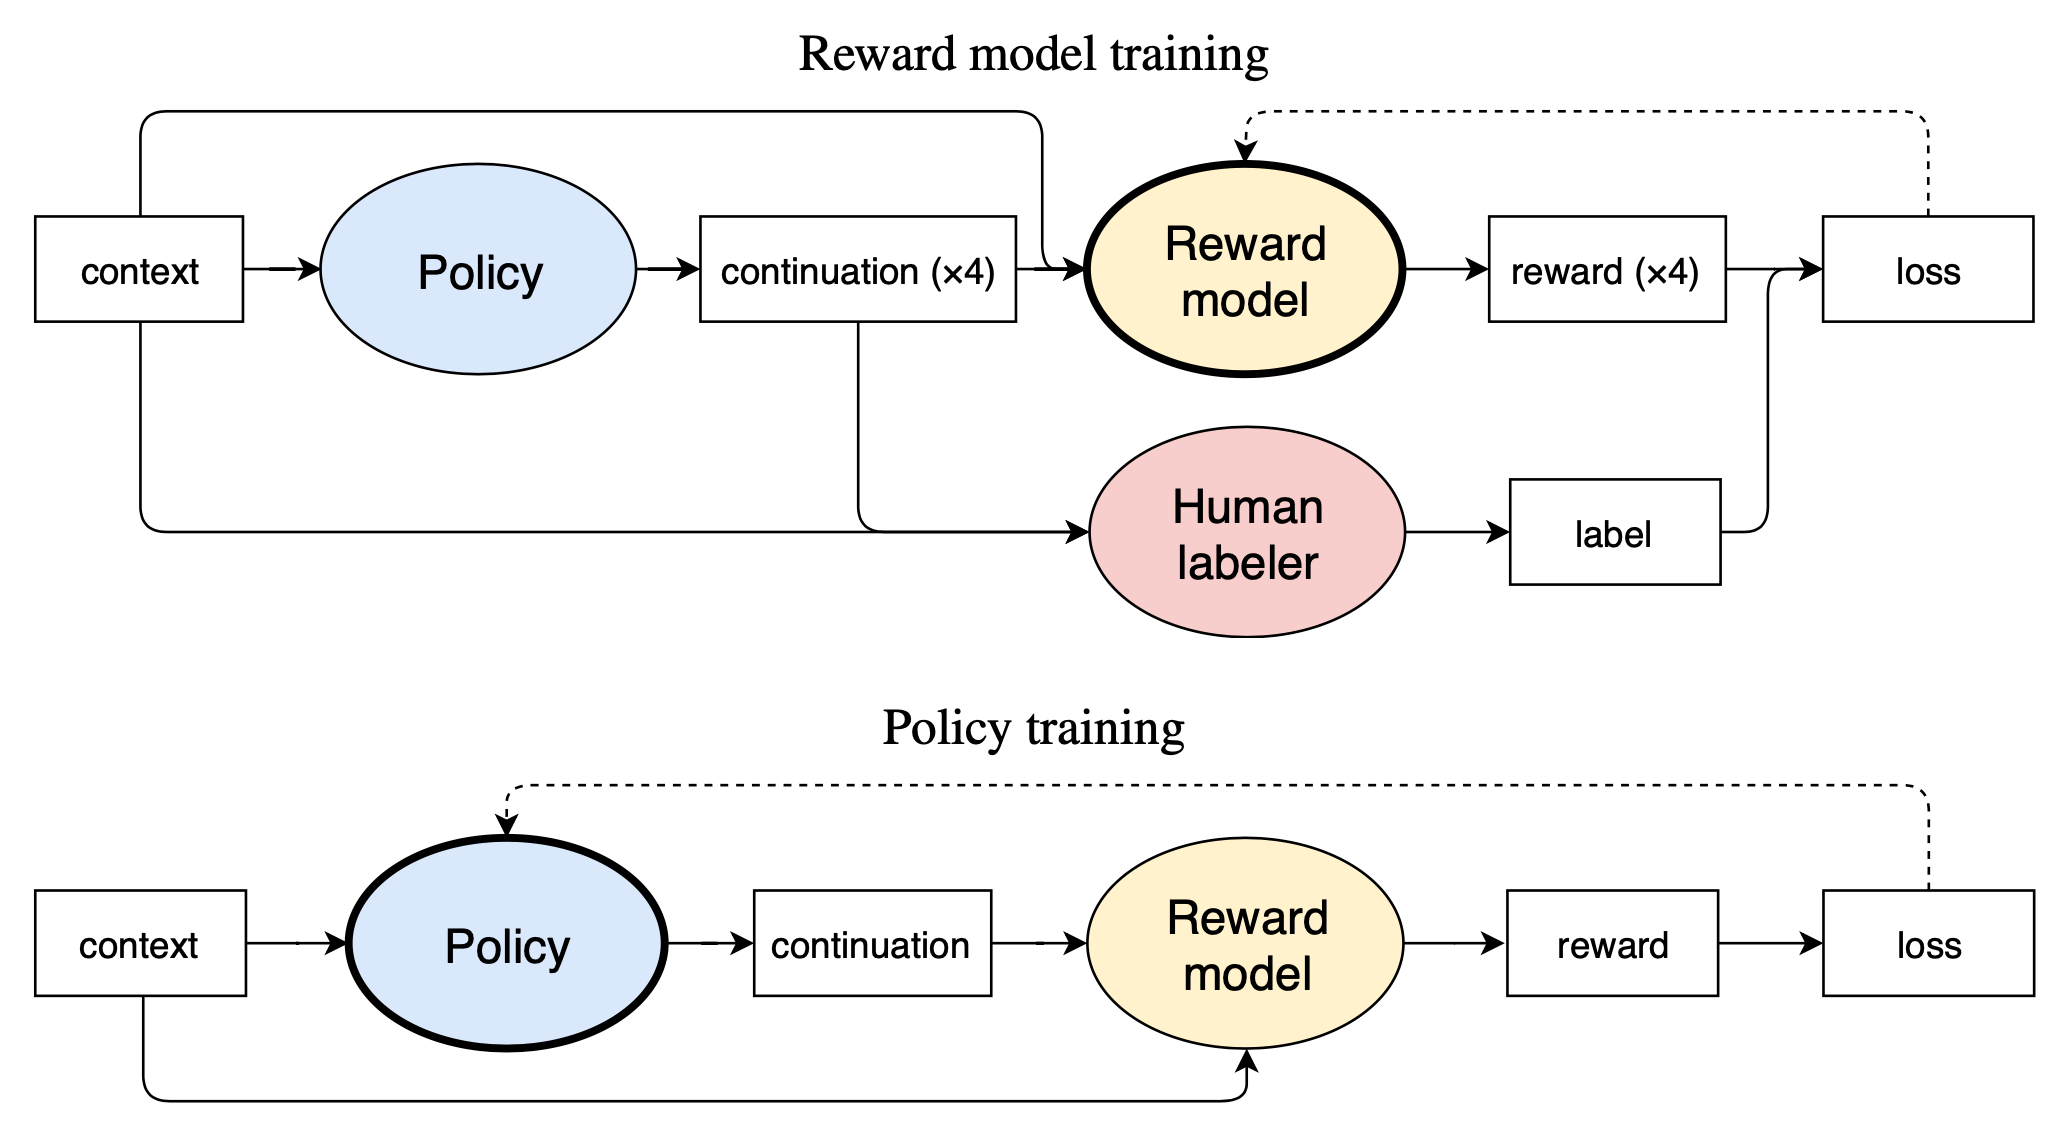 Reward model training
context
Policy
continuation (×4)
Reward
model
reward (×4)
loss
Human
labeler
label
Policy training
context
Policy
continuation
Reward
model
reward
loss